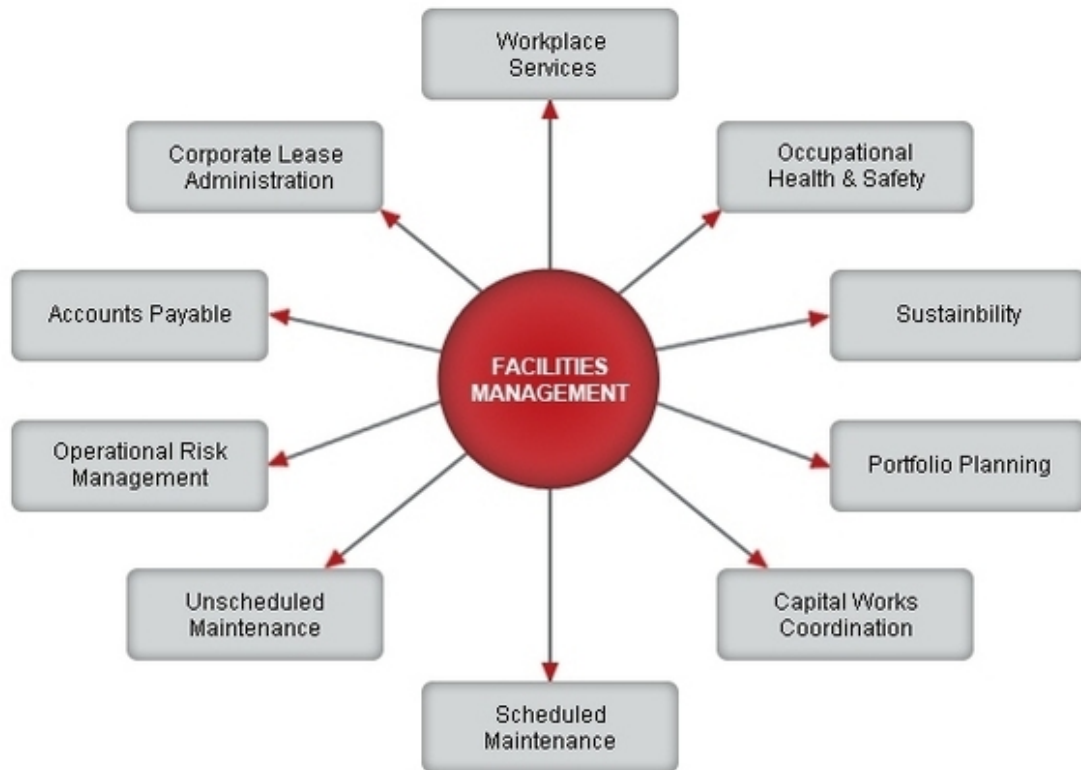 Workplace
Services
Corporate Lease
Administration
Occupational
Health & Safety
Accounts Payable
Sustainbility
FACILITIES
MANAGEMENT
Operational Risk
Management
Portfolio Planning
Unscheduled
Maintenance
Capital Works
Coordination
Scheduled
Maintenance